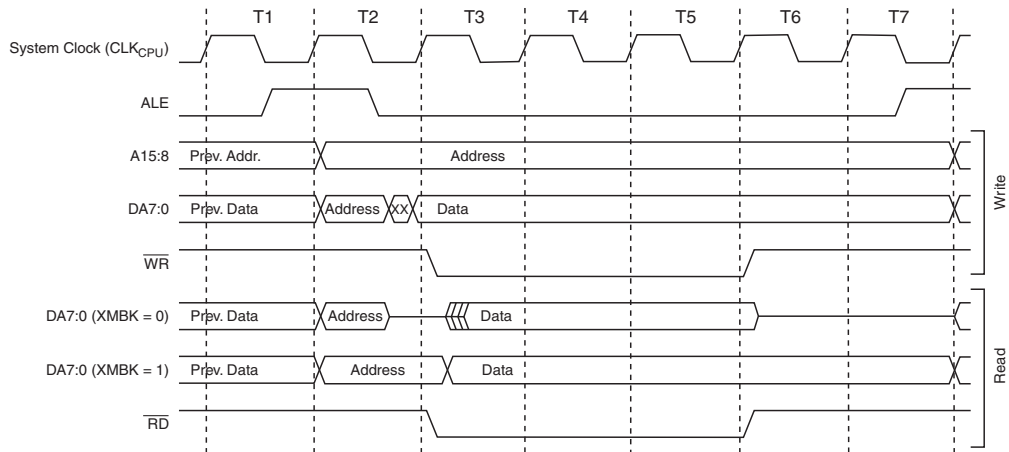 T1 T2 T3 T4 T5 T6 T7
System Clock (CLKCPU)
ALE
A15:8 Prev. Addr. Address
DA7:0 Prev. Data Address XX Data
WR
Write
DA7:0 (XMBK = 0) Prev. Data Address Data
DA7:0 (XMBK = 1) Prev. Data Address Data
RD
Read